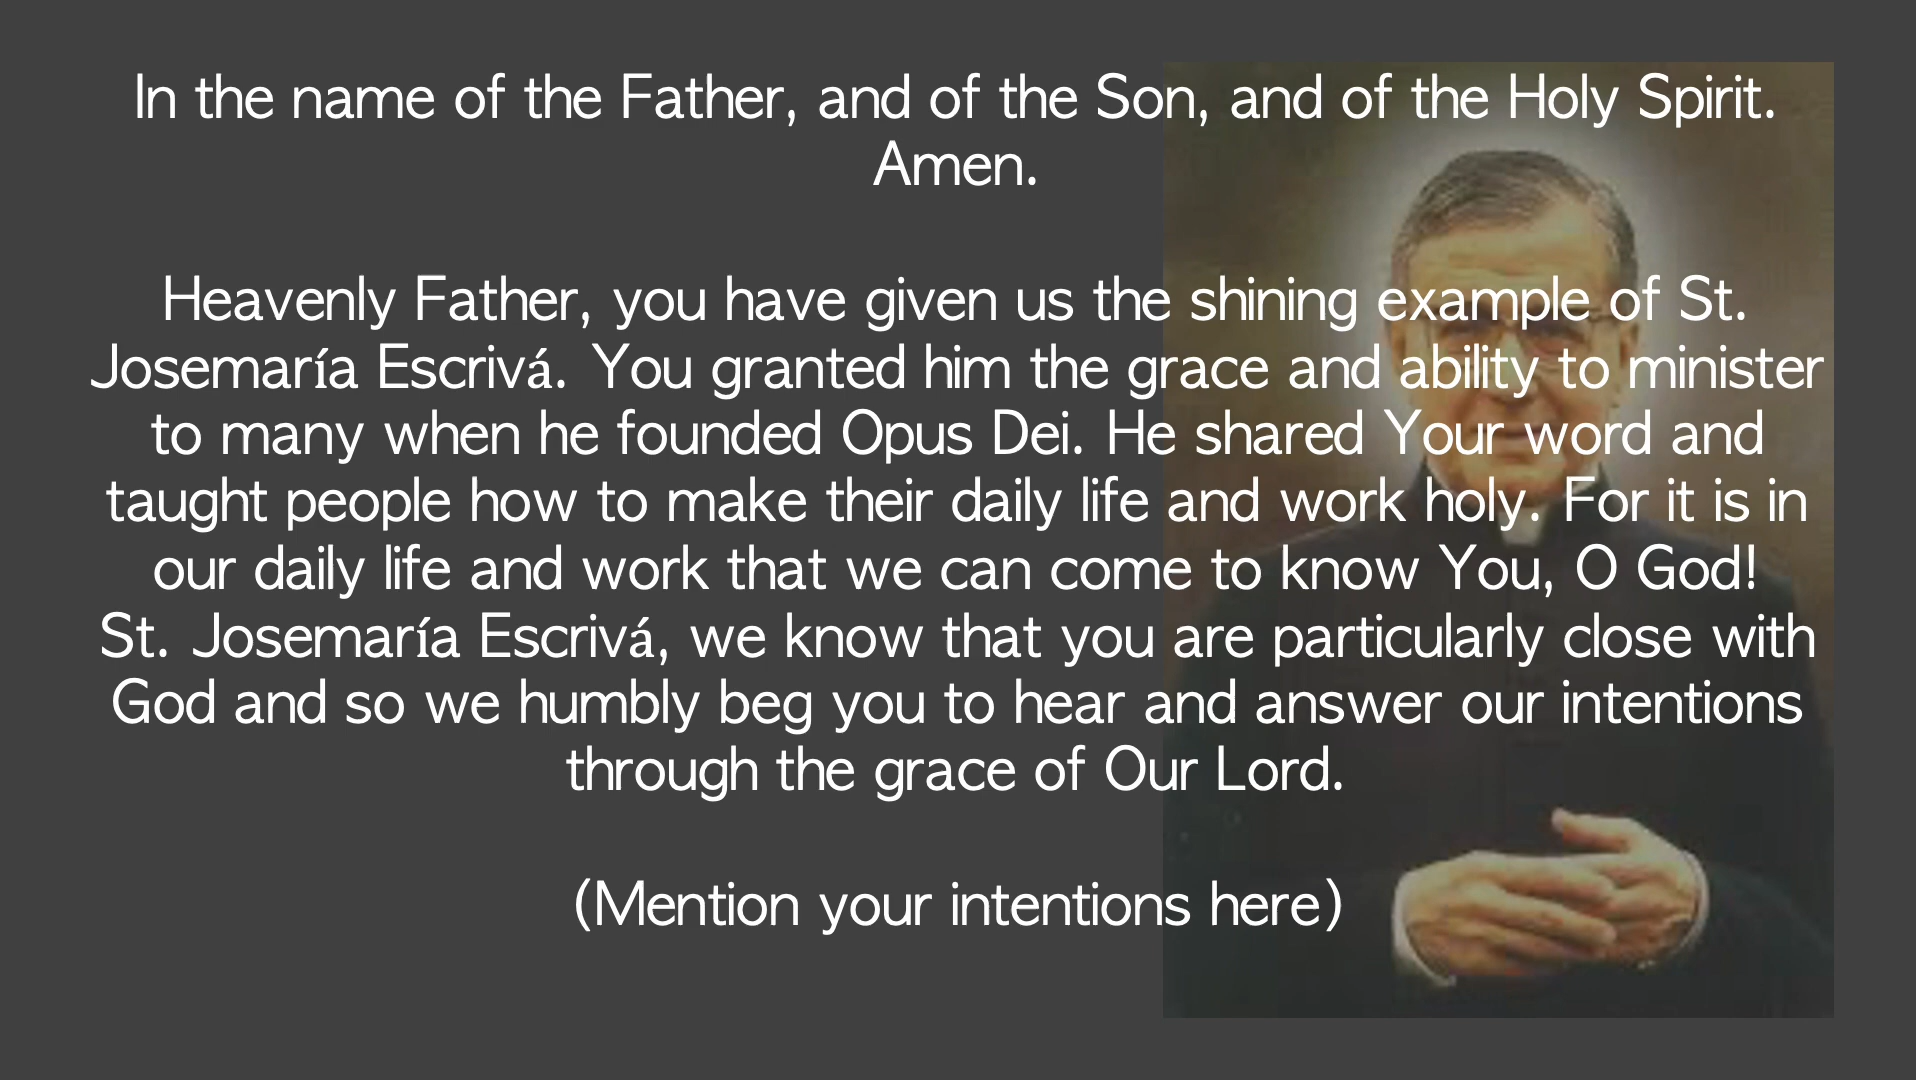 In the name of the Father, and of the Son, and of the Holy Spirit.
Amen.
Heavenly Father, you have given us the shining example of St.
Josemaría Escrivá. You granted him the grace and ability to minister
to many when he founded Opus Dei. He shared Your word and
taught people how to make their daily life and work holy. For it is in
our daily life and work that we can come to know You, O God!
St. Josemaría Escrivá, we know that you are particularly close with
God and so we humbly beg you to hear and answer our intentions
through the grace of Our Lord.
(Mention your intentions here)